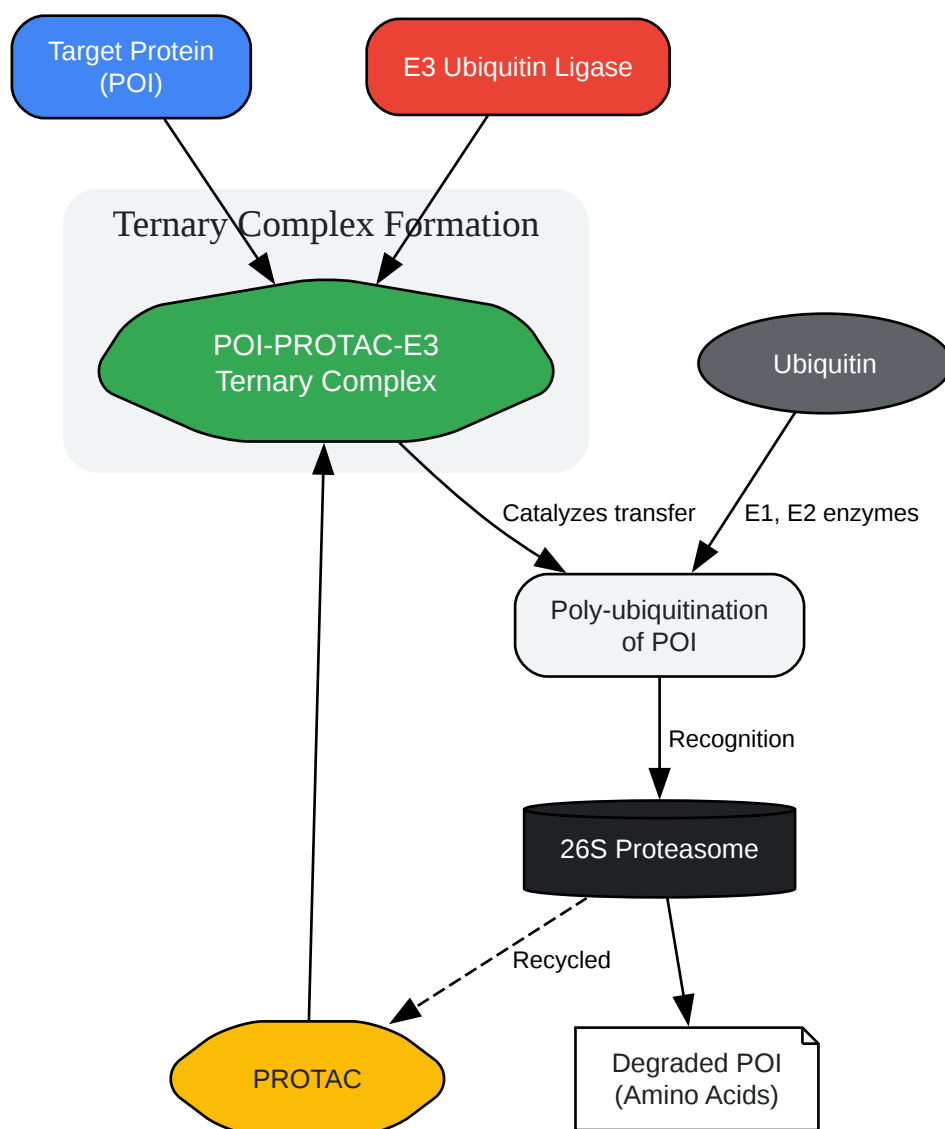 Target Protein
(POI)
E3 Ubiquitin Ligase
Ternary Complex Formation
POI-PROTAC-E3
Ternary Complex
Ubiquitin
Catalyzes transfer
E1, E2 enzymes
Poly-ubiquitination
of POI
Recognition
26S Proteasome
Recycled
PROTAC
Degraded POI
(Amino Acids)